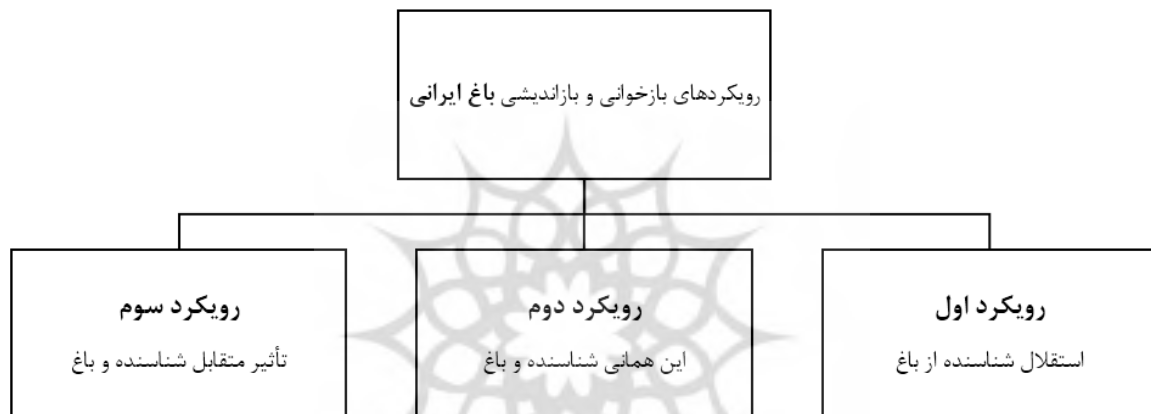 رویکردهای بازخوانی و بازاندیشی باغ ایرانی
رویکرد اول
استقلال شناسنده از باغ
رویکرد دوم
این همانی شناسنده و باغ
رویکرد سوم
تأثیر متقابل شناسنده و باغ